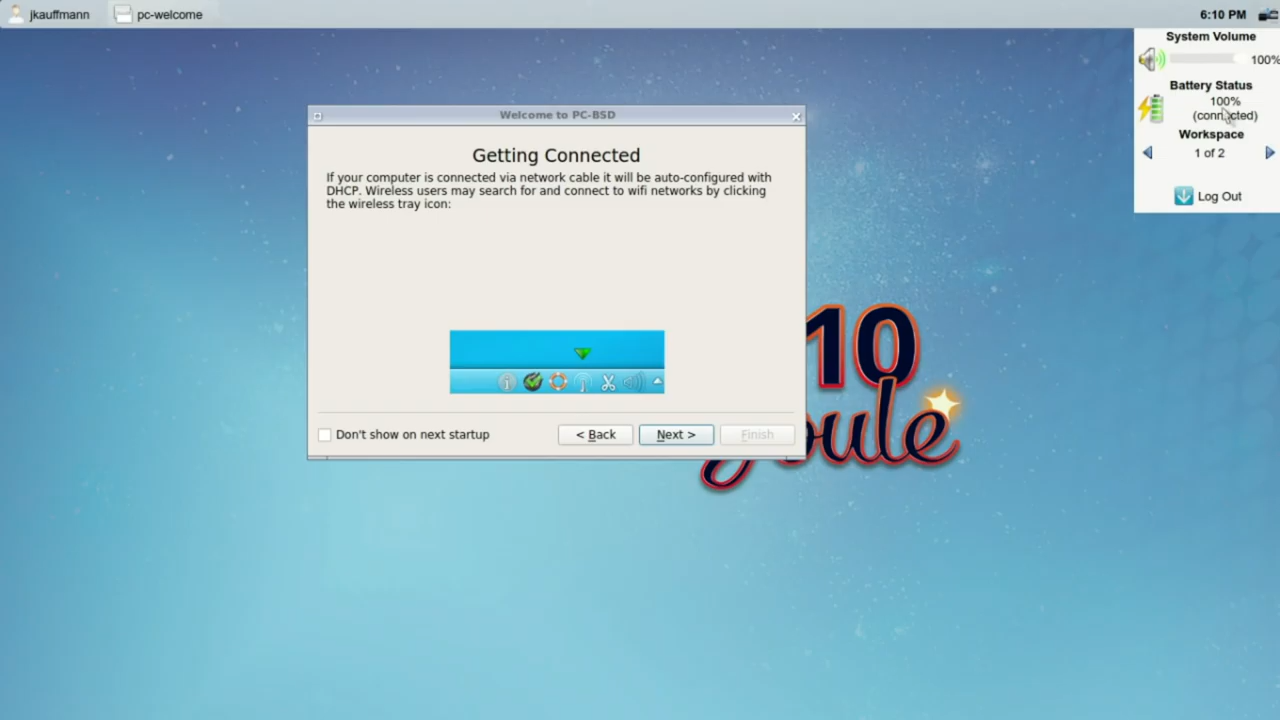 jkauffmann
pc-welcome
6:10 PM
System Volume
100%
Battery Status
100%
(connected)
Workspace
1 of 2
Log Out
Welcome to PC-BSD
Getting Connected
If your computer is connected via network cable it will be auto-configured with
DHCP. Wireless users may search for and connect to wifi networks by clicking
the wireless tray icon:
Don't show on next startup
< Back
Next >
Finish
10
Joule